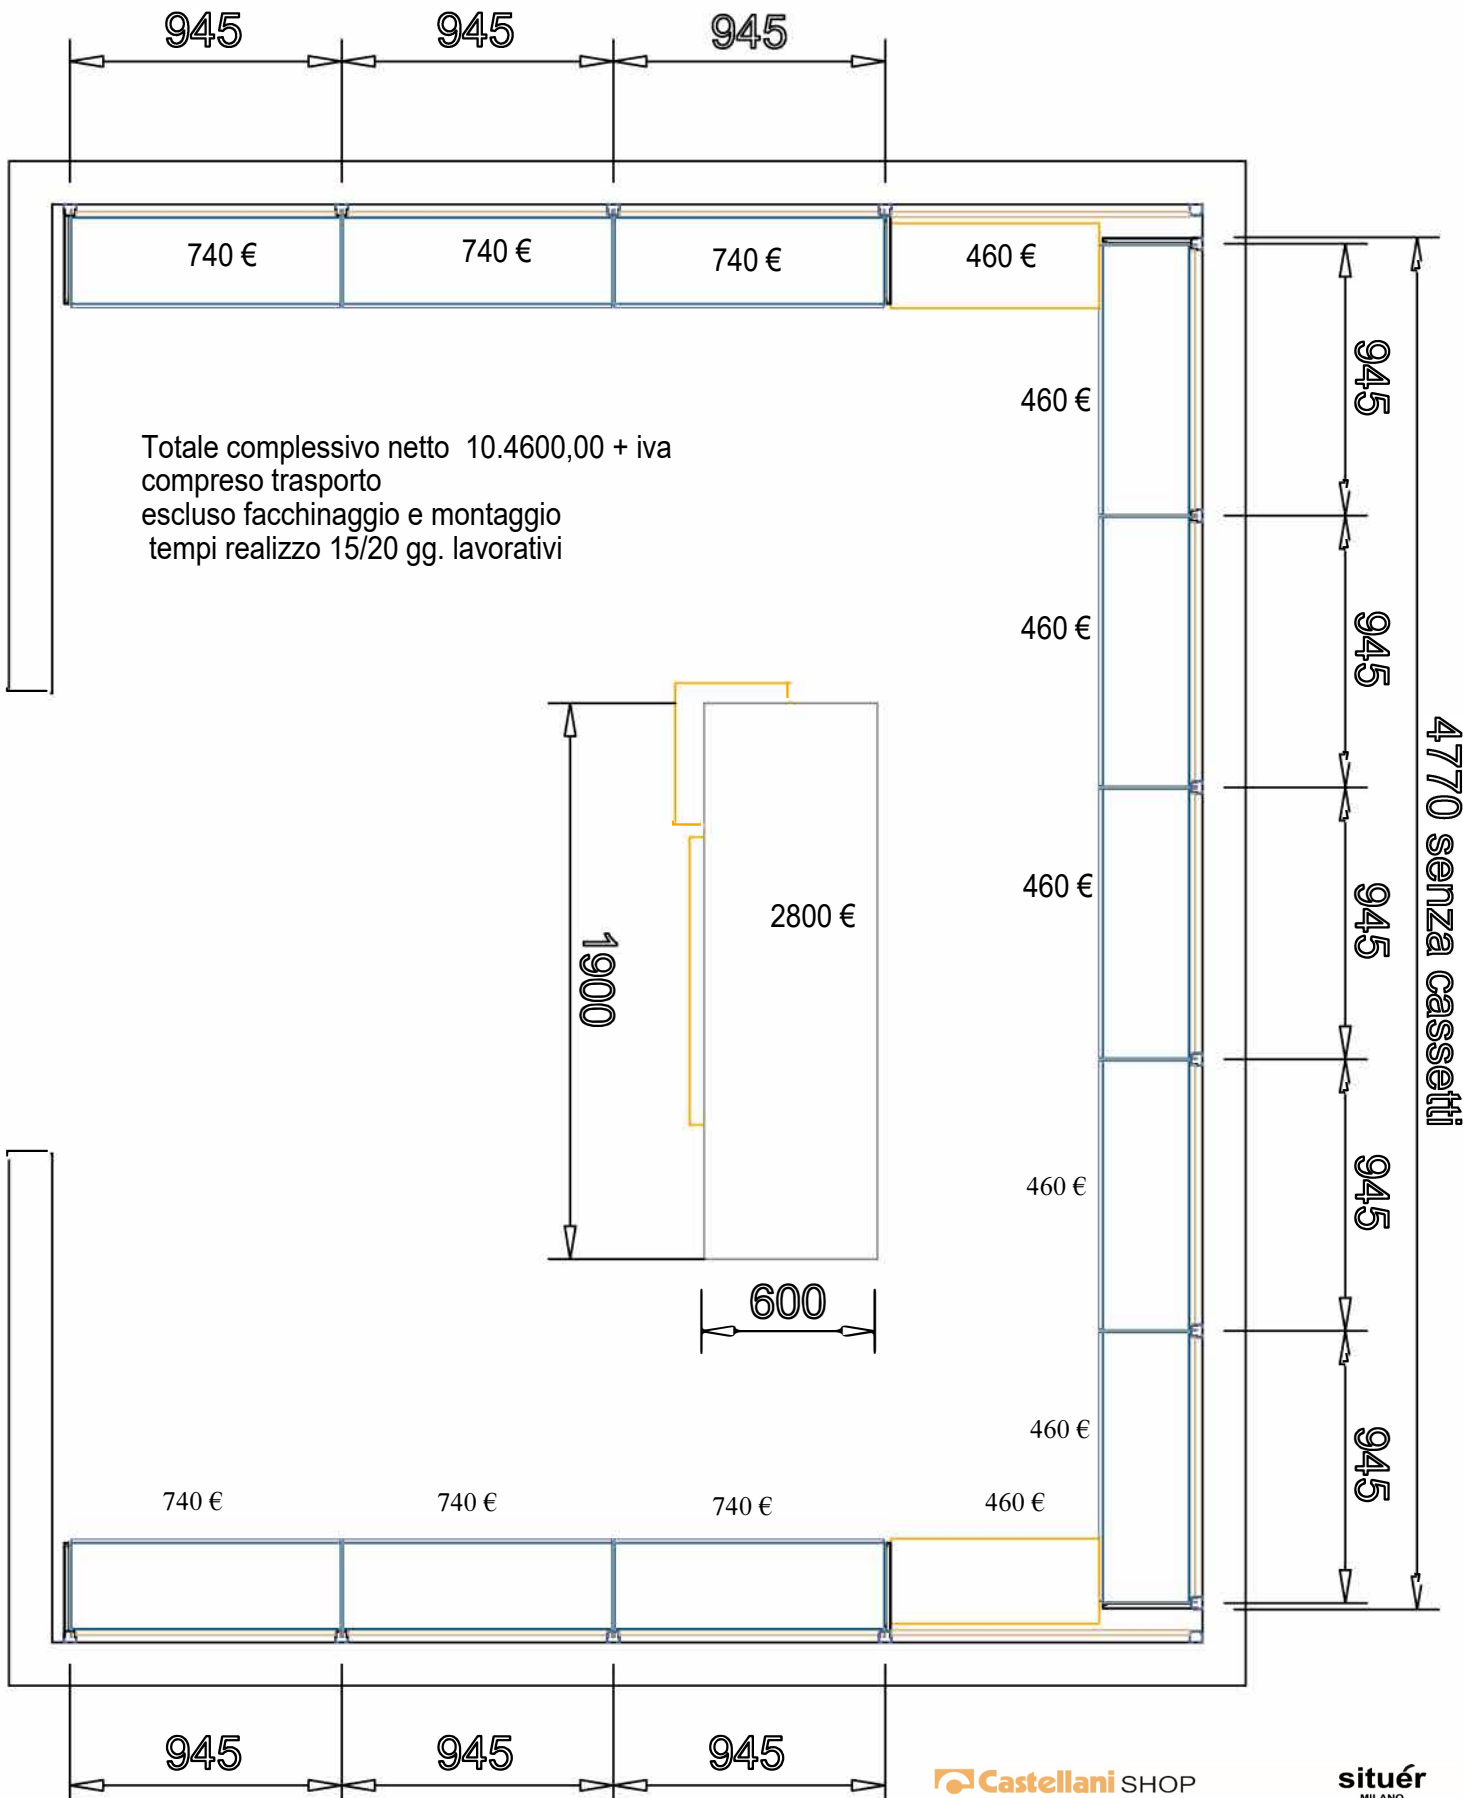 945 945 945
740 € 740 € 740 € 460 €
945
460 €
Totale complessivo netto 10.4600,00 + iva
compreso trasporto
escluso facchinaggio e montaggio
tempi realizzo 15/20 gg. lavorativi
460 €
945
4770 senza cassetti
460 €
945
2800 €
1900
460 €
945
600
460 €
945
740 € 740 € 740 € 460 €
945 945 945
Castellani SHOP
situér
MILANO